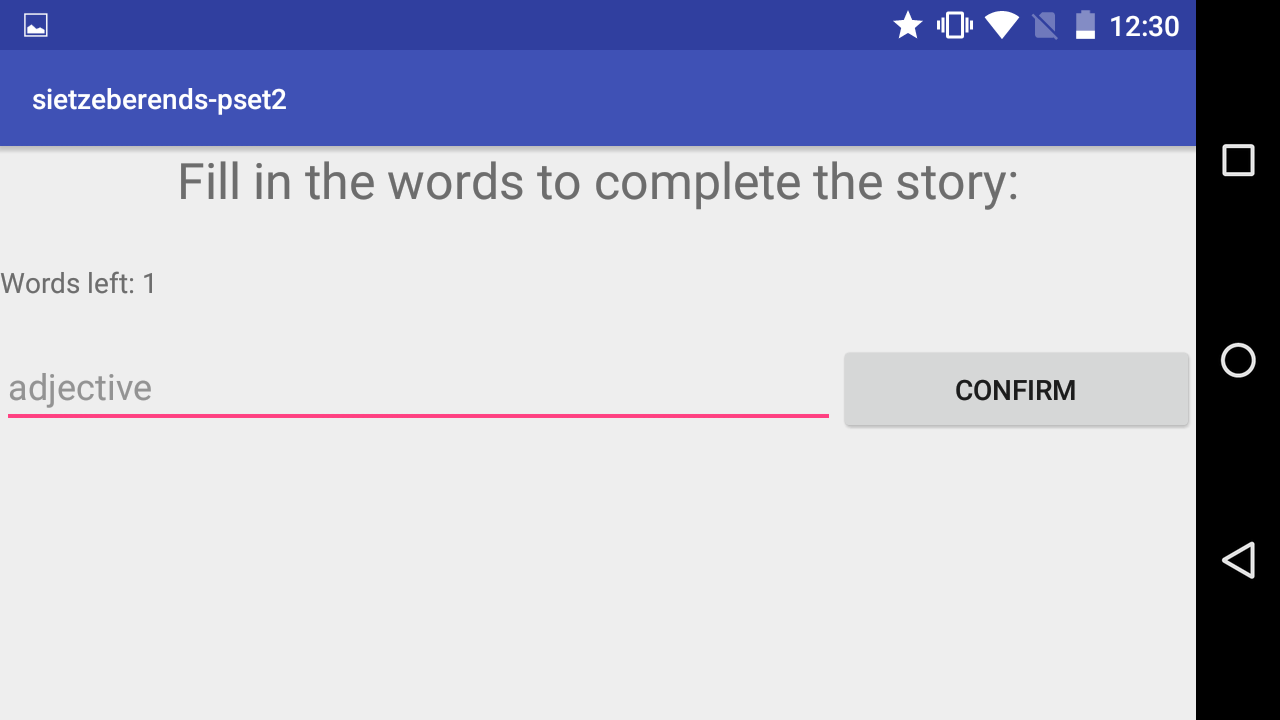 12:30
sietzeberends-pset2
Fill in the words to complete the story:
Words left: 1
adjective
CONFIRM